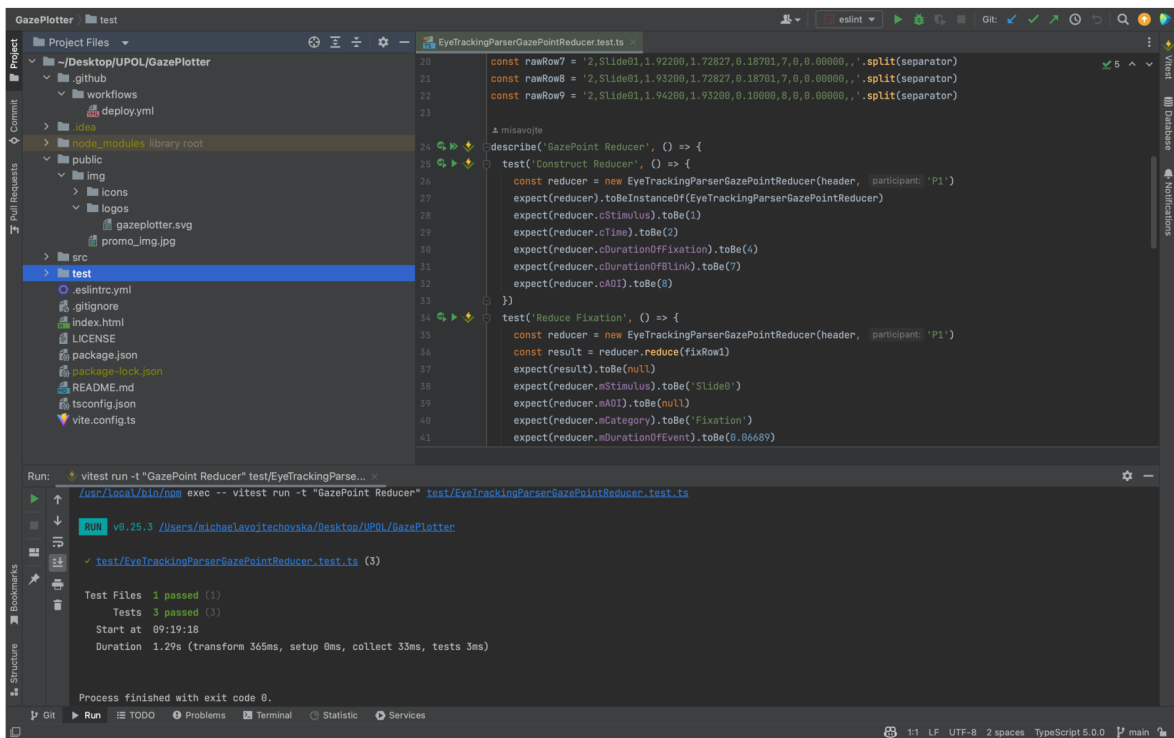 GazePlotter
test
eslint
Git:
Project Files
EyeTrackingParserGazePointReducer.test.ts
Project
Commit
Pull Requests
Bookmarks
Structure
~/Desktop/UPOL/GazePlotter
.github
workflows
deploy.yml
.idea
node_modules library root
public
img
icons
logos
gazeplotter.svg
promo_img.jpg
src
test
.eslintrc.yml
.gitignore
index.html
LICENSE
package.json
package-lock.json
README.md
tsconfig.json
vite.config.ts
20 const rawRow7 = '2,Slide01,1.92200,1.72827,0.18701,7,0,0.00000,,'.split(separator)
21 const rawRow8 = '2,Slide01,1.93200,1.72827,0.18701,7,0,0.00000,,'.split(separator)
22 const rawRow9 = '2,Slide01,1.94200,1.93200,0.10000,8,0,0.00000,,'.split(separator)
23
misavojte
24 describe('GazePoint Reducer', () => {
25 test('Construct Reducer', () => {
26 const reducer = new EyeTrackingParserGazePointReducer(header, participant: 'P1')
27 expect(reducer).toBeInstanceOf(EyeTrackingParserGazePointReducer)
28 expect(reducer.cStimulus).toBe(1)
29 expect(reducer.cTime).toBe(2)
30 expect(reducer.cDurationOfFixation).toBe(4)
31 expect(reducer.cDurationOfBlink).toBe(7)
32 expect(reducer.cAOI).toBe(8)
33 })
34 test('Reduce Fixation', () => {
35 const reducer = new EyeTrackingParserGazePointReducer(header, participant: 'P1')
36 const result = reducer.reduce(fixRow1)
37 expect(result).toBe(null)
38 expect(reducer.mStimulus).toBe('Slide0')
39 expect(reducer.mAOI).toBe(null)
40 expect(reducer.mCategory).toBe('Fixation')
41 expect(reducer.mDurationOfEvent).toBe(0.06689)
5
Vitest
Database
Notifications
Run: vitest run -t "GazePoint Reducer" test/EyeTrackingParse...
/usr/local/bin/npm exec -- vitest run -t "GazePoint Reducer" test/EyeTrackingParserGazePointReducer.test.ts
RUN v0.25.3 /Users/michaelavojtechovska/Desktop/UPOL/GazePlotter
✓ test/EyeTrackingParserGazePointReducer.test.ts (3)
Test Files 1 passed (1)
Tests 3 passed (3)
Start at 09:19:18
Duration 1.29s (transform 365ms, setup 0ms, collect 33ms, tests 3ms)
Process finished with exit code 0.
Git Run TODO Problems Terminal Statistic Services
1:1 LF UTF-8 2 spaces TypeScript 5.0.0 main